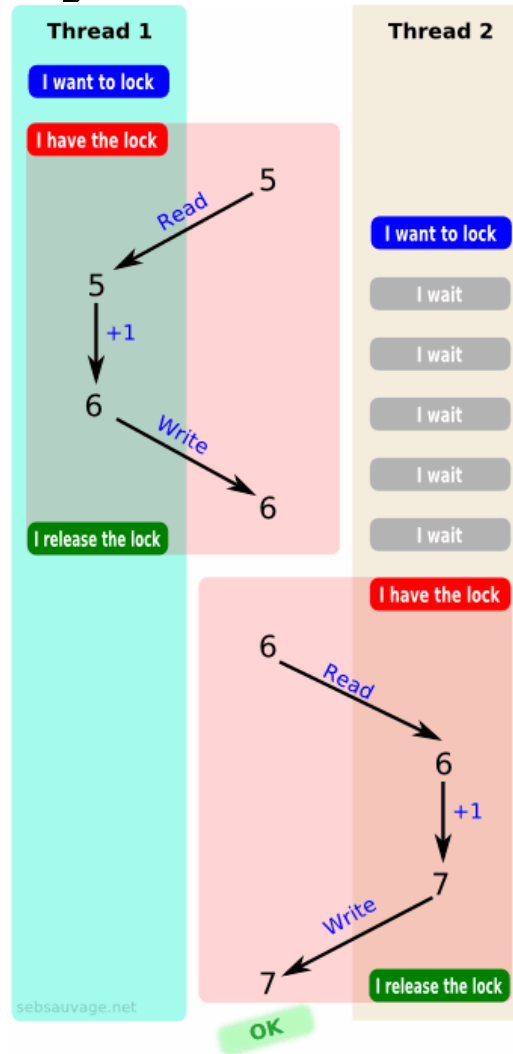 Thread 1
Thread 2
I want to lock
I have the lock
5
Read
I want to lock
5
I wait
+1
I wait
6
I wait
Write
I wait
6
I release the lock
I wait
I have the lock
6
Read
6
+1
7
Write
7
I release the lock
sebsauvage.net
OK